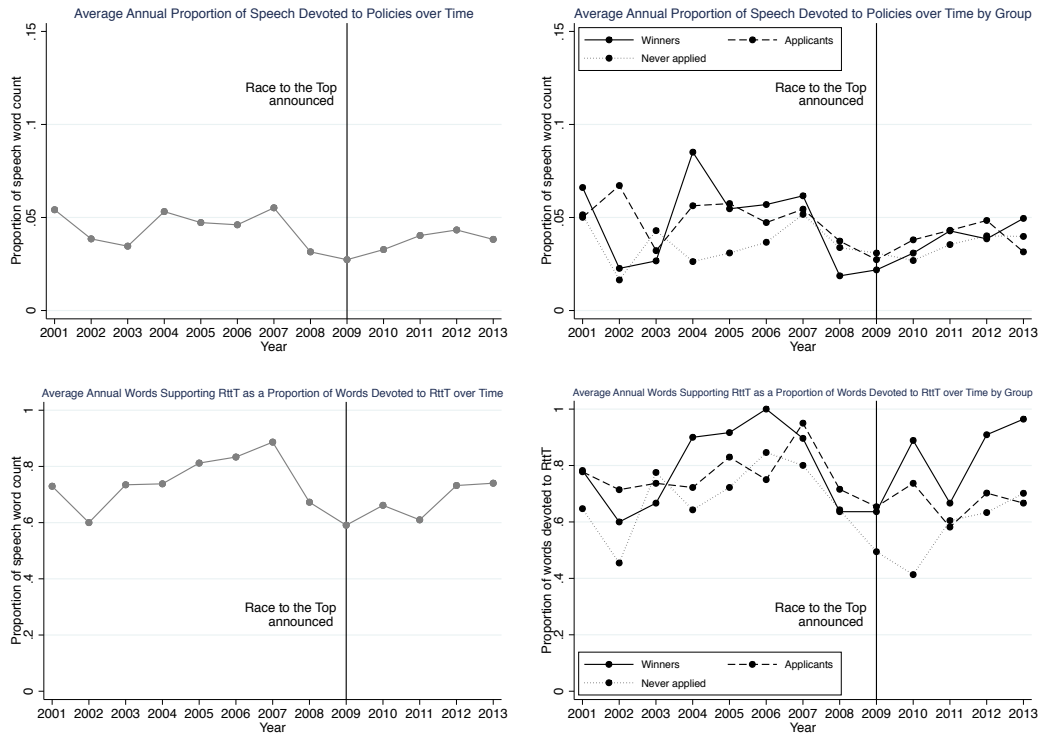 Average Annual Proportion of Speech Devoted to Policies over Time
Proportion of speech word count
.15
.1
.05
0
Race to the Top
announced
2001 2002 2003 2004 2005 2006 2007 2008 2009 2010 2011 2012 2013
Year
Average Annual Proportion of Speech Devoted to Policies over Time by Group
Proportion of speech word count
.15
.1
.05
0
Winners Applicants
Never applied
Race to the Top
announced
2001 2002 2003 2004 2005 2006 2007 2008 2009 2010 2011 2012 2013
Year
Average Annual Words Supporting RttT as a Proportion of Words Devoted to RttT over Time
Proportion of speech word count
1
.8
.6
.4
.2
0
Race to the Top
announced
2001 2002 2003 2004 2005 2006 2007 2008 2009 2010 2011 2012 2013
Year
Average Annual Words Supporting RttT as a Proportion of Words Devoted to RttT over Time by Group
Proportion of words devoted to RttT
1
.8
.6
.4
.2
0
Race to the Top
announced
Winners Applicants
Never applied
2001 2002 2003 2004 2005 2006 2007 2008 2009 2010 2011 2012 2013
Year